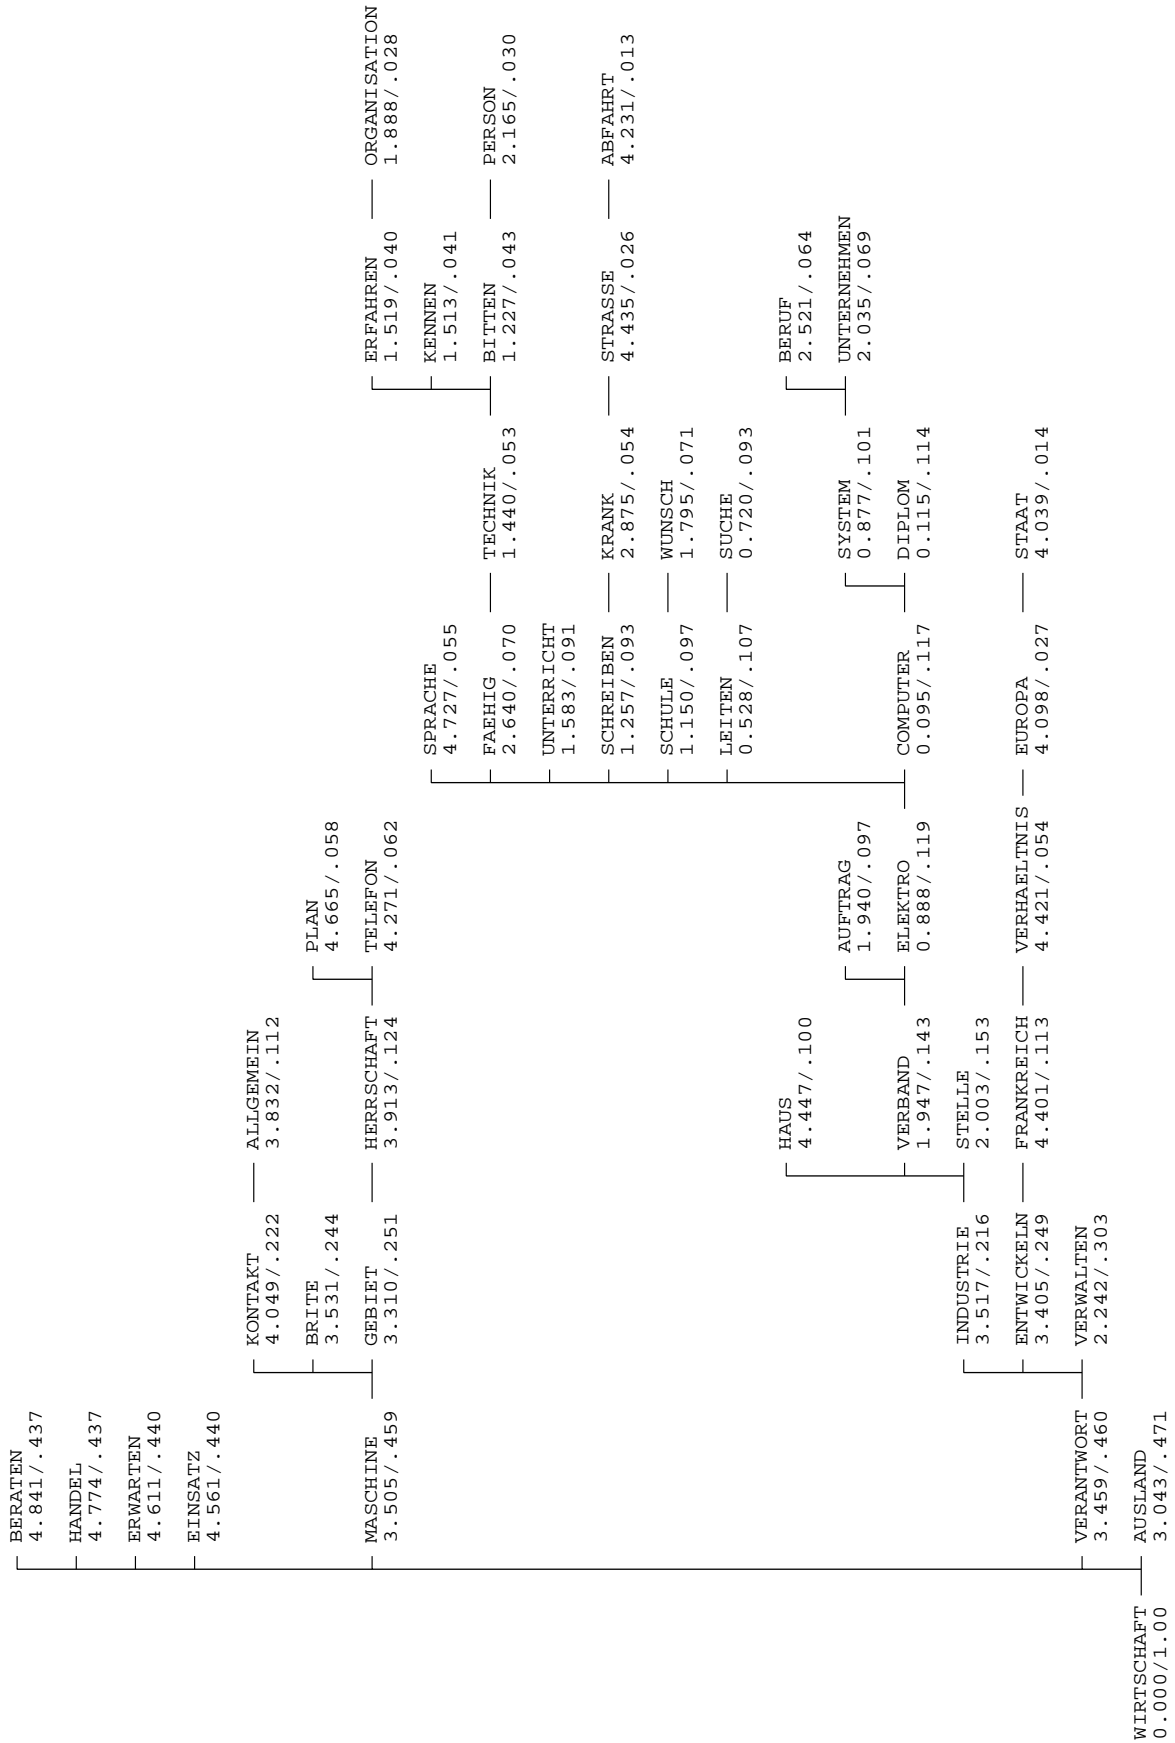 WIRTSCHAFT
0.000/1.00
BERATEN
4.841/.437
HANDEL
4.774/.437
ERWARTEN
4.611/.440
EINSATZ
4.561/.440
MASCHINE
3.505/.459
VERANTWORT
3.459/.460
AUSLAND
3.043/.471
KONTAKT
4.049/.222
BRITE
3.531/.244
GEBIET
3.310/.251
INDUSTRIE
3.517/.216
ENTWICKELN
3.405/.249
VERWALTEN
2.242/.303
ALLGEMEIN
3.832/.112
HERRSCHAFT
3.913/.124
HAUS
4.447/.100
VERBAND
1.947/.143
STELLE
2.003/.153
FRANKREICH
4.401/.113
PLAN
4.665/.058
TELEFON
4.271/.062
AUFTRAG
1.940/.097
ELEKTRO
0.888/.119
VERHAELTNIS
4.421/.054
SPRACHE
4.727/.055
FAEHIG
2.640/.070
UNTERRICHT
1.583/.091
SCHREIBEN
1.257/.093
SCHULE
1.150/.097
LEITEN
0.528/.107
COMPUTER
0.095/.117
EUROPA
4.098/.027
TECHNIK
1.440/.053
KRANK
2.875/.054
WUNSCH
1.795/.071
SUCHE
0.720/.093
SYSTEM
0.877/.101
DIPLOM
0.115/.114
STAAT
4.039/.014
ERFAHREN
1.519/.040
KENNEN
1.513/.041
BITTEN
1.227/.043
STRASSE
4.435/.026
BERUF
2.521/.064
UNTERNEHMEN
2.035/.069
ORGANISATION
1.888/.028
PERSON
2.165/.030
ABFAHRT
4.231/.013